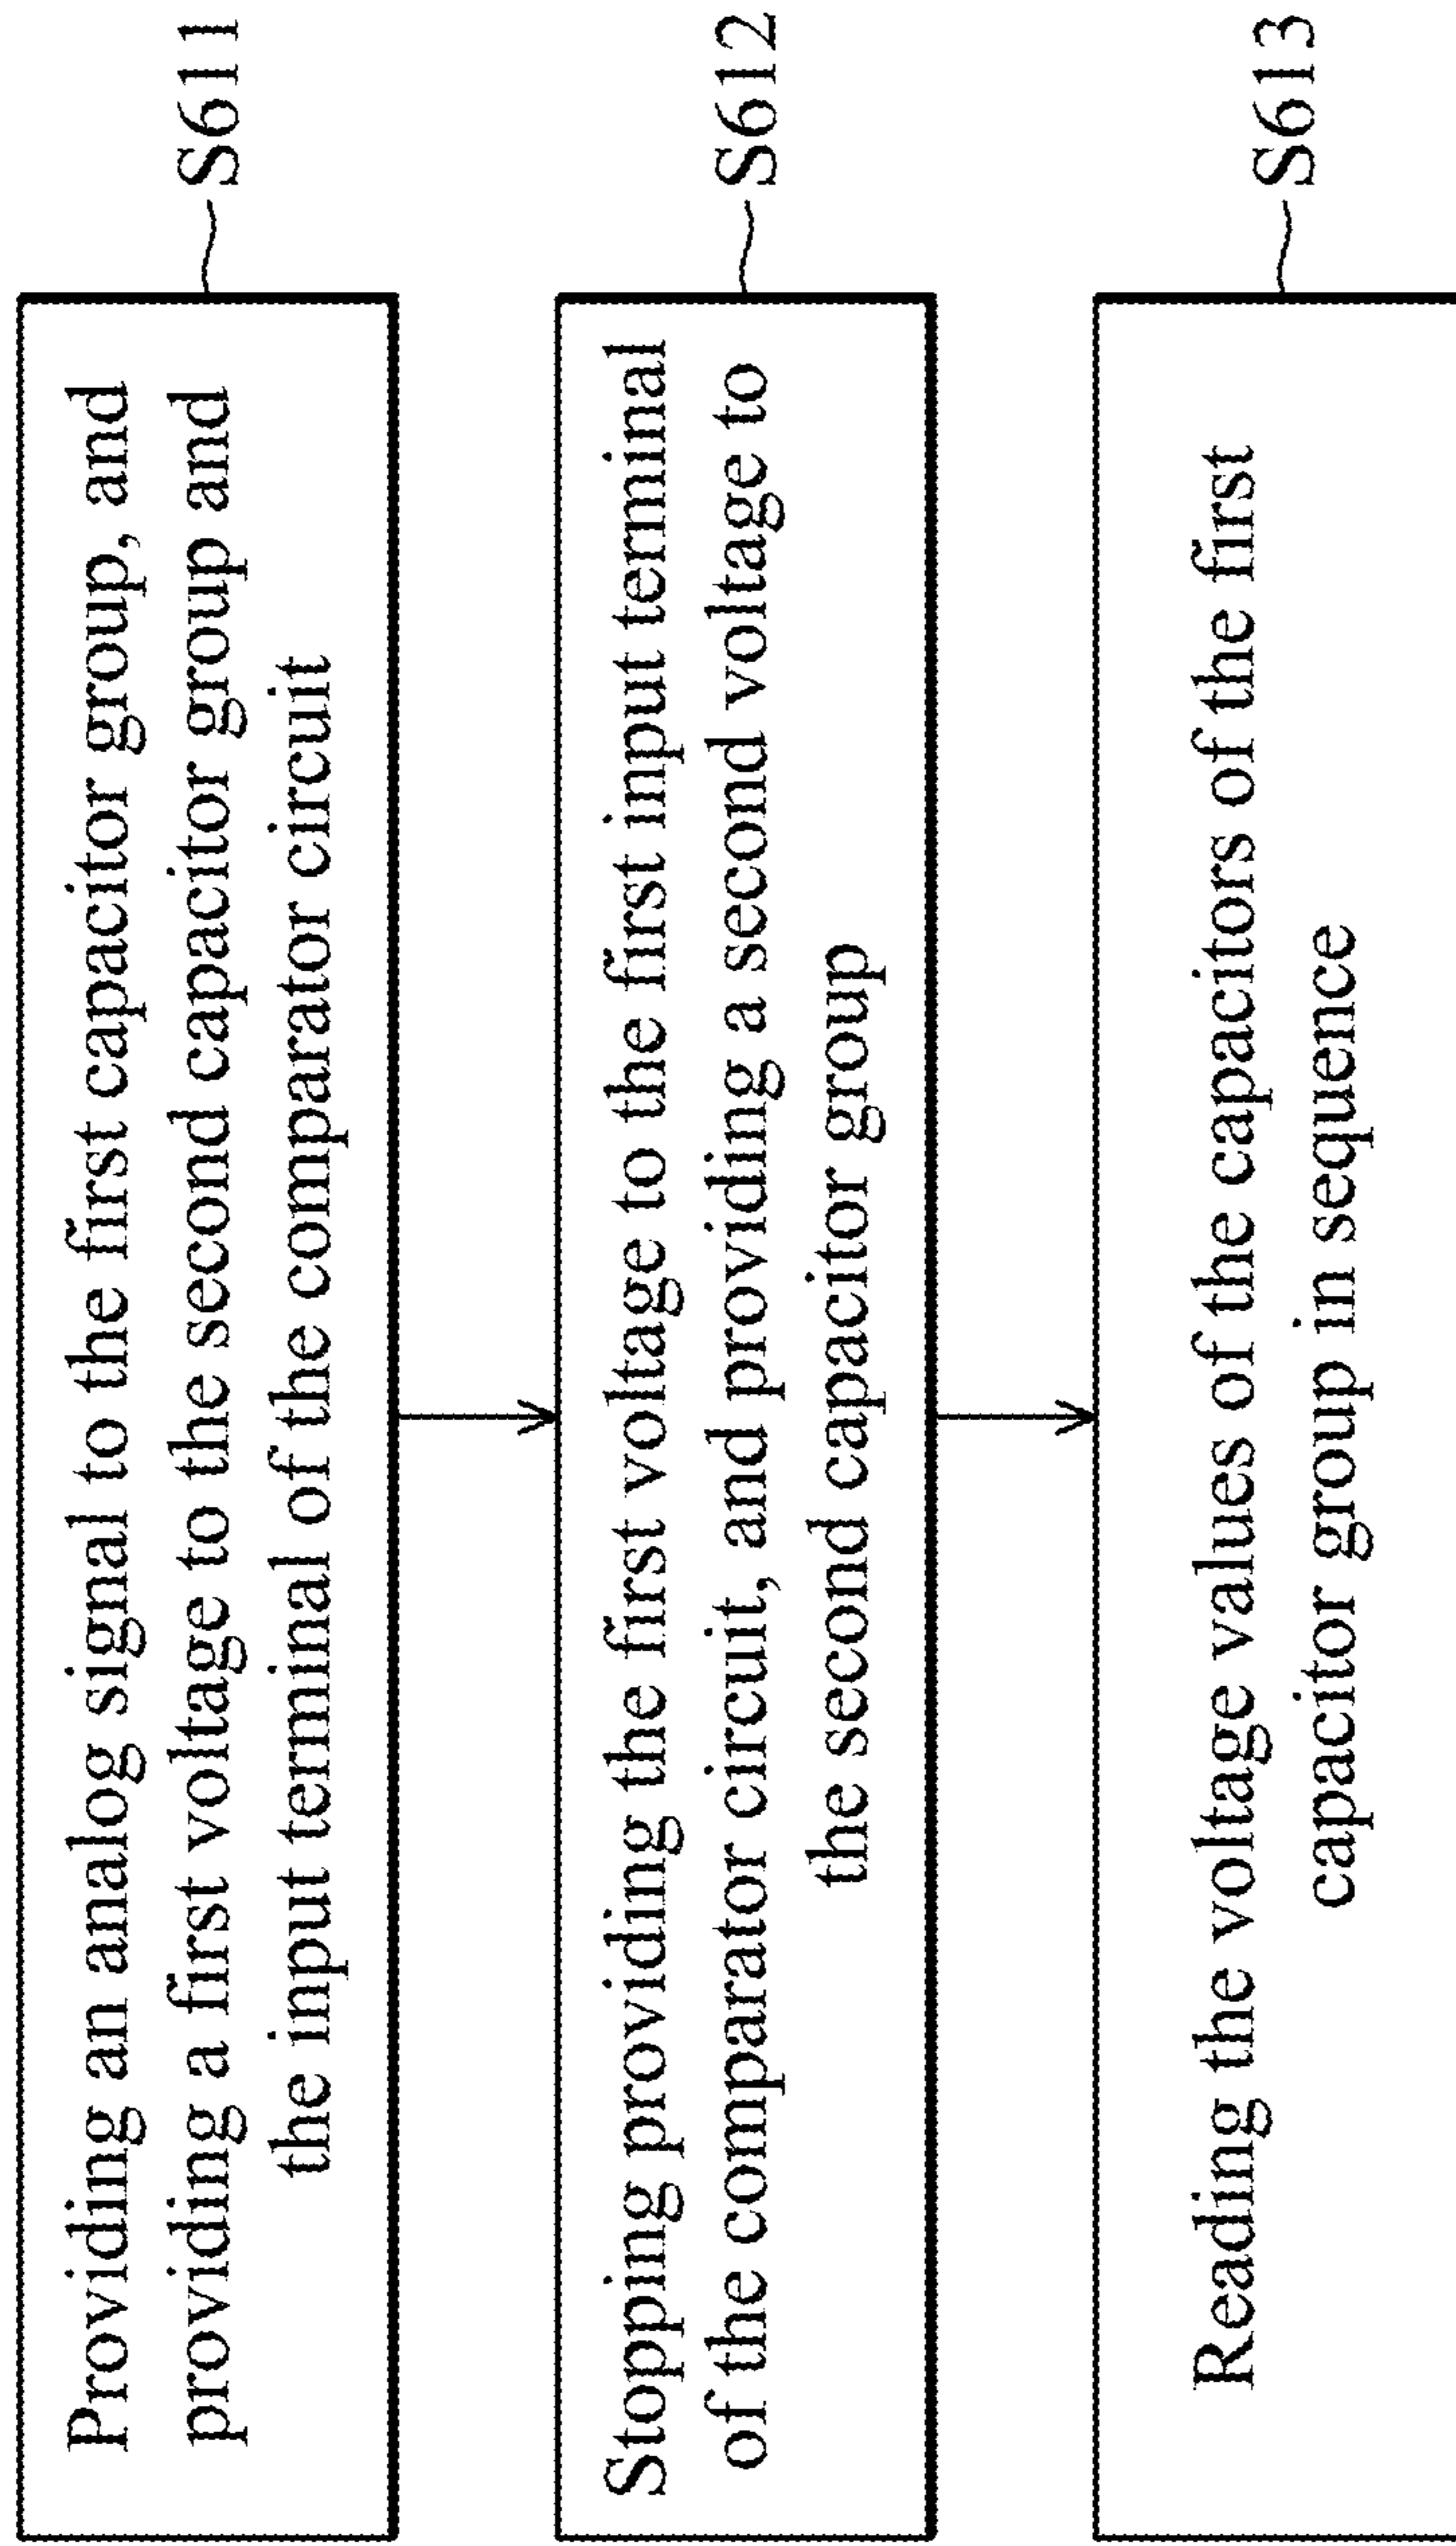 Providing an analog signal to the first capacitor group, and
providing a first voltage to the second capacitor group and
the input terminal of the comparator circuit
S611
Stopping providing the first voltage to the first input terminal
of the comparator circuit, and providing a second voltage to
the second capacitor group
S612
Reading the voltage values of the capacitors of the first
capacitor group in sequence
S613